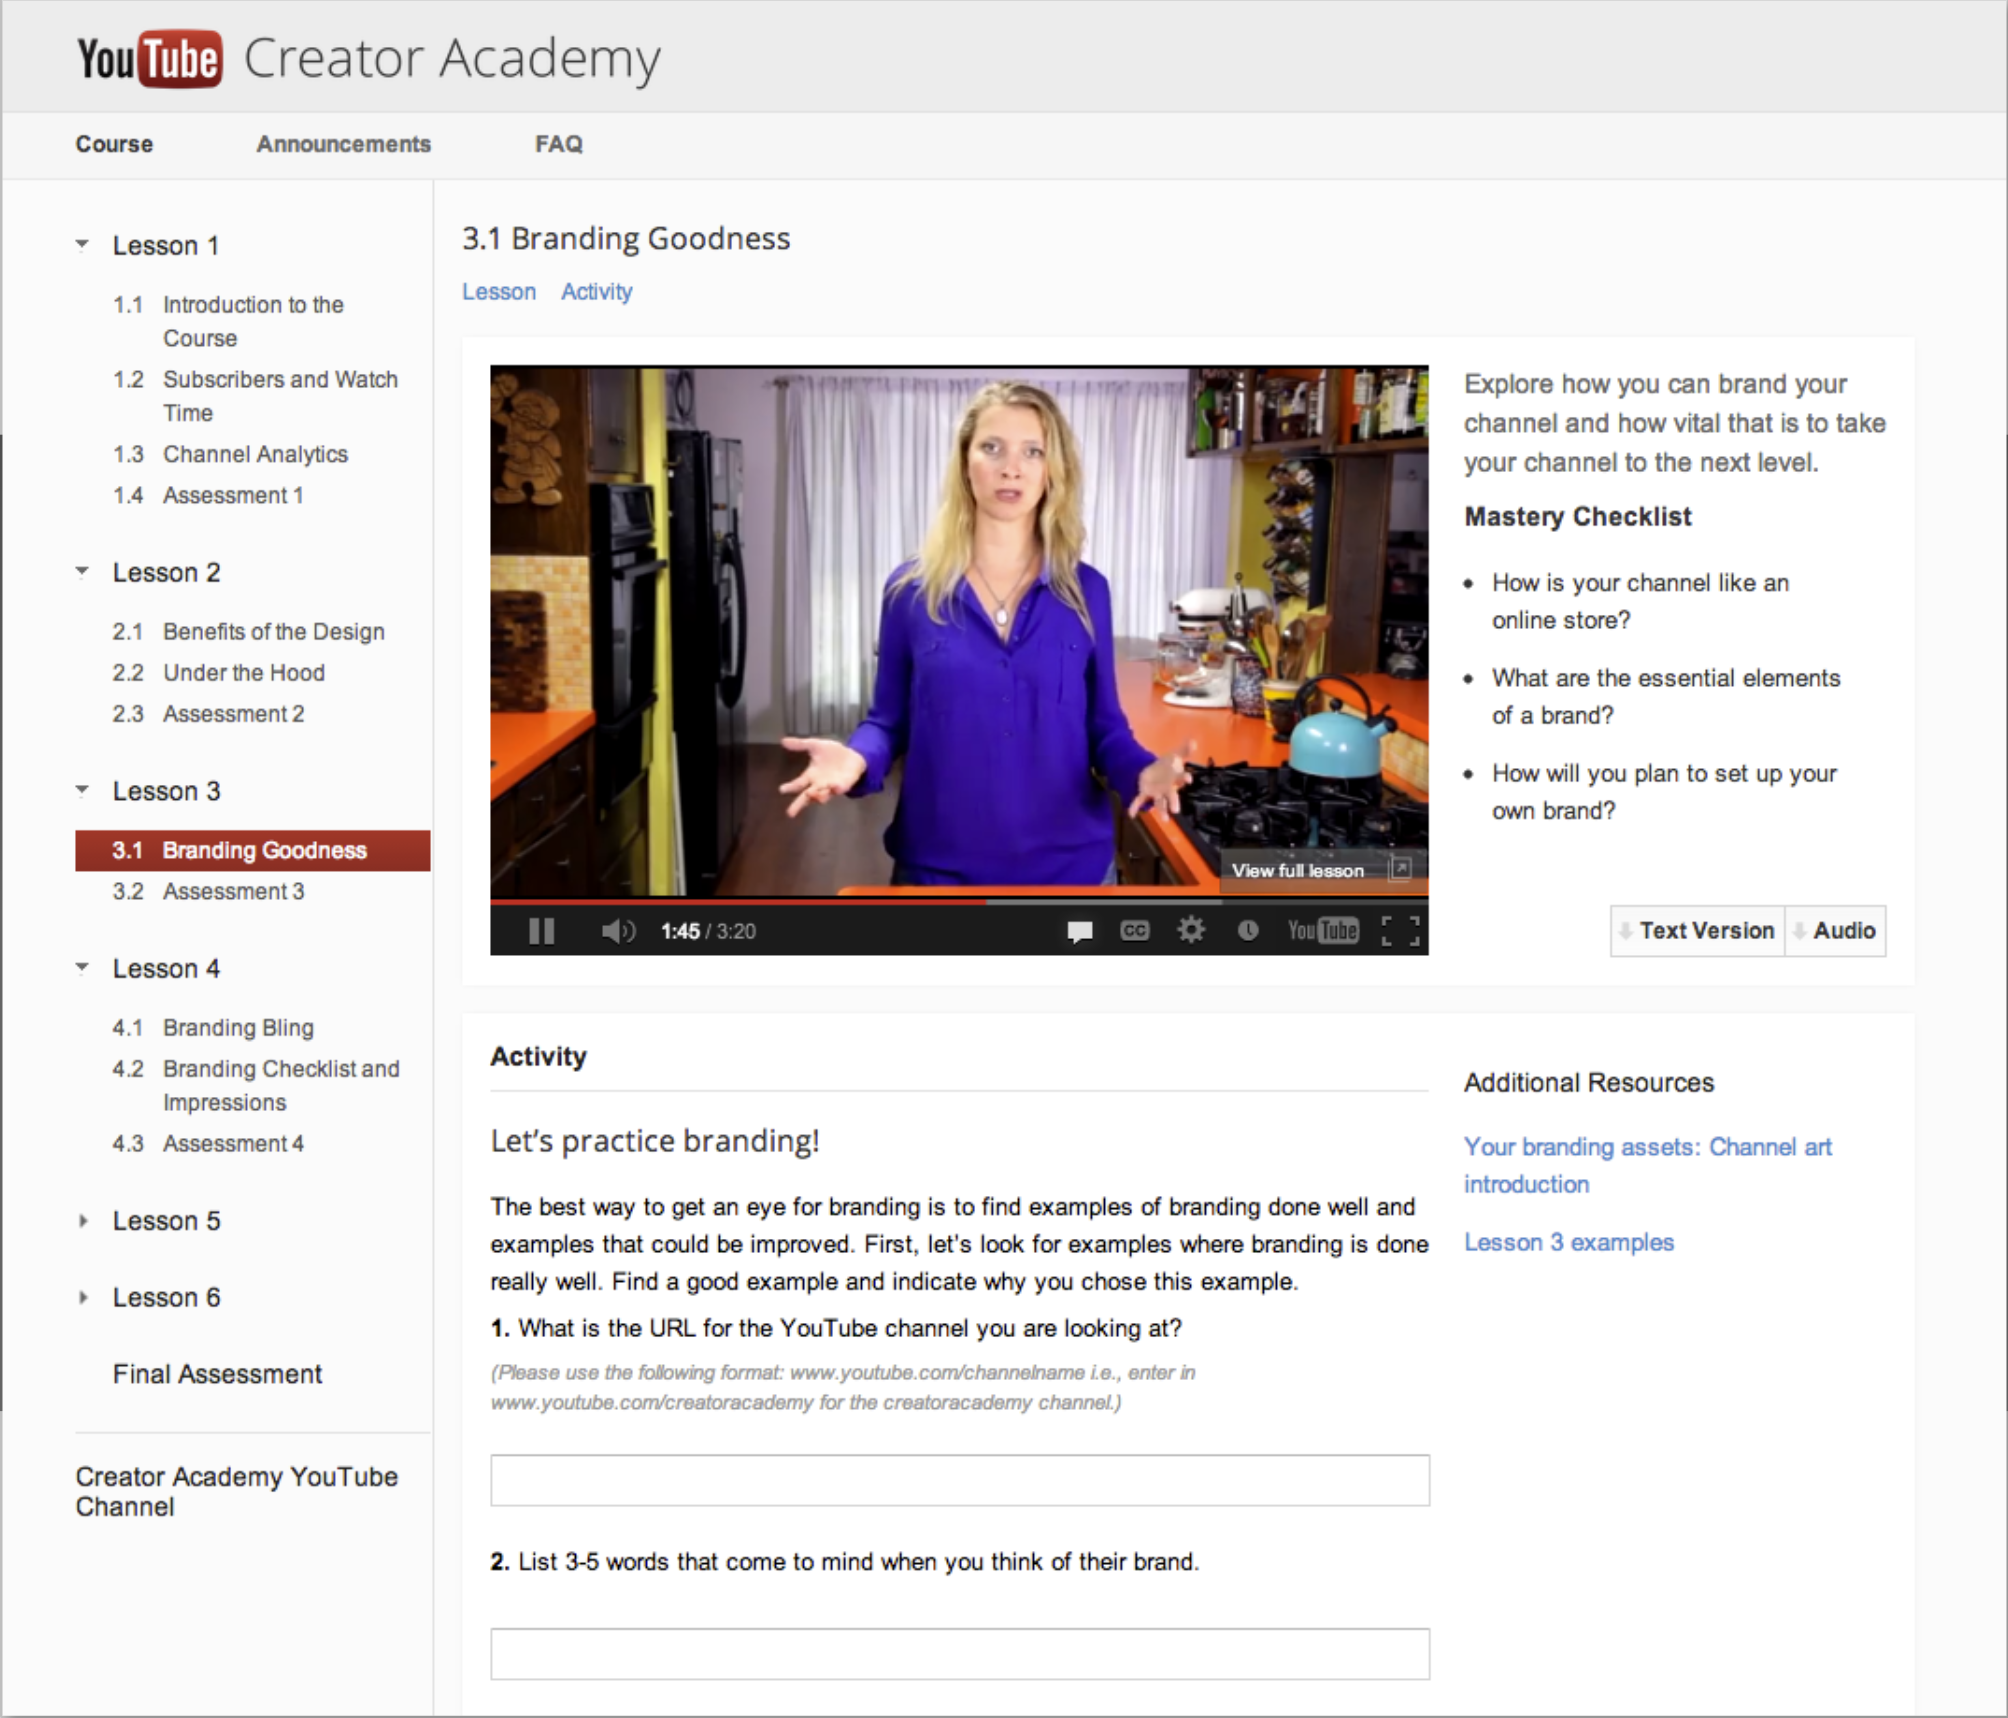 YouTube Creator Academy
Course Announcements FAQ
Lesson 1
1.1 Introduction to the
Course
1.2 Subscribers and Watch
Time
1.3 Channel Analytics
1.4 Assessment 1
Lesson 2
2.1 Benefits of the Design
2.2 Under the Hood
2.3 Assessment 2
Lesson 3
3.1 Branding Goodness
3.2 Assessment 3
Lesson 4
4.1 Branding Bling
4.2 Branding Checklist and
Impressions
4.3 Assessment 4
Lesson 5
Lesson 6
Final Assessment
Creator Academy YouTube
Channel
3.1 Branding Goodness
Lesson Activity
View full lesson
1:45 / 3:20
CC
YouTube
Explore how you can brand your
channel and how vital that is to take
your channel to the next level.
Mastery Checklist
• How is your channel like an
online store?
• What are the essential elements
of a brand?
• How will you plan to set up your
own brand?
Text Version Audio
Activity
Let's practice branding!
The best way to get an eye for branding is to find examples of branding done well and
examples that could be improved. First, let's look for examples where branding is done
really well. Find a good example and indicate why you chose this example.
1. What is the URL for the YouTube channel you are looking at?
(Please use the following format: www.youtube.com/channelname i.e., enter in
www.youtube.com/creatoracademy for the creatoracademy channel.)
2. List 3-5 words that come to mind when you think of their brand.
Additional Resources
Your branding assets: Channel art
introduction
Lesson 3 examples